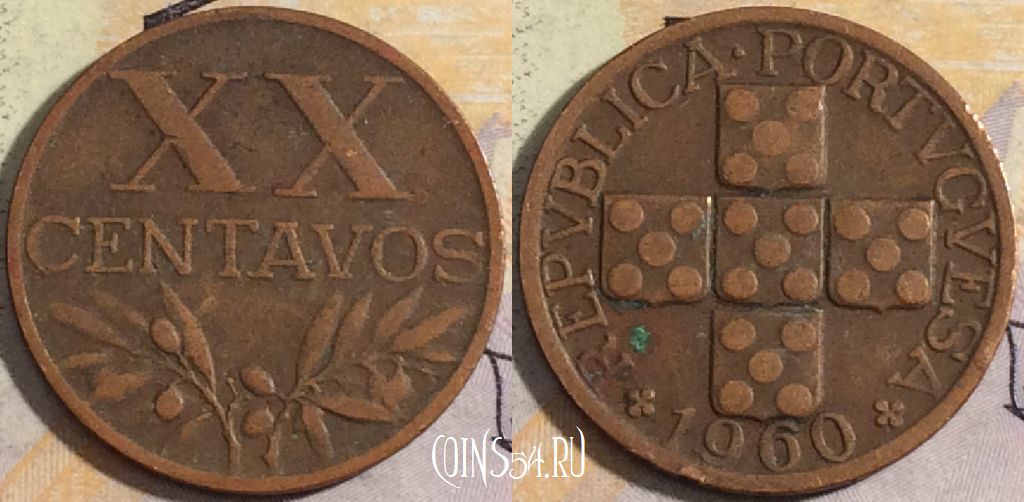 XX
CENTAVOS
REPVBLICA · PORTVGVESA
1960
COINS54.RU